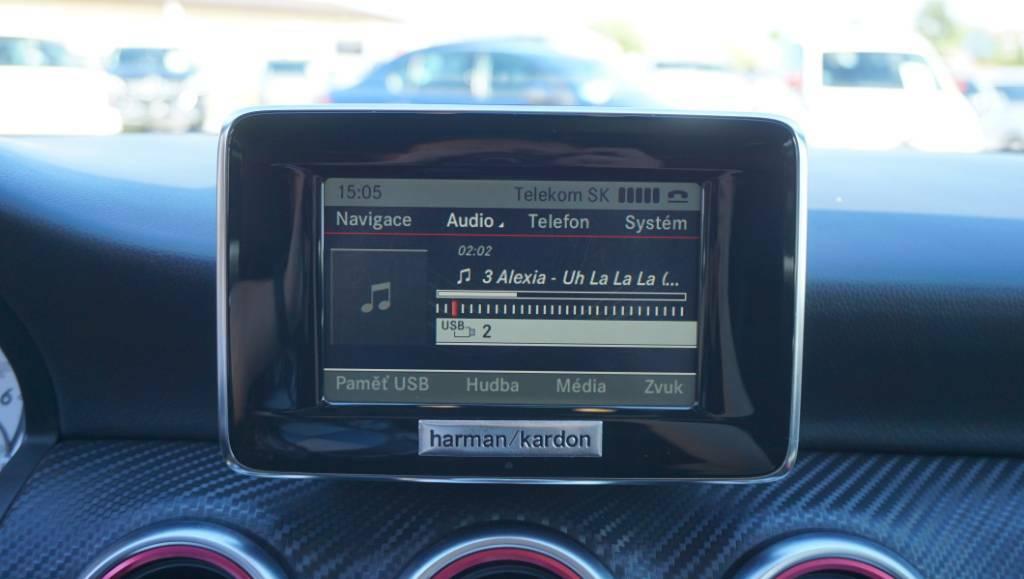 15:05 Telekom SK
Navigace Audio Telefon Systém
02:02
3 Alexia - Uh La La La (...
USB 2
Paměť USB Hudba Média Zvuk
harman/kardon
6